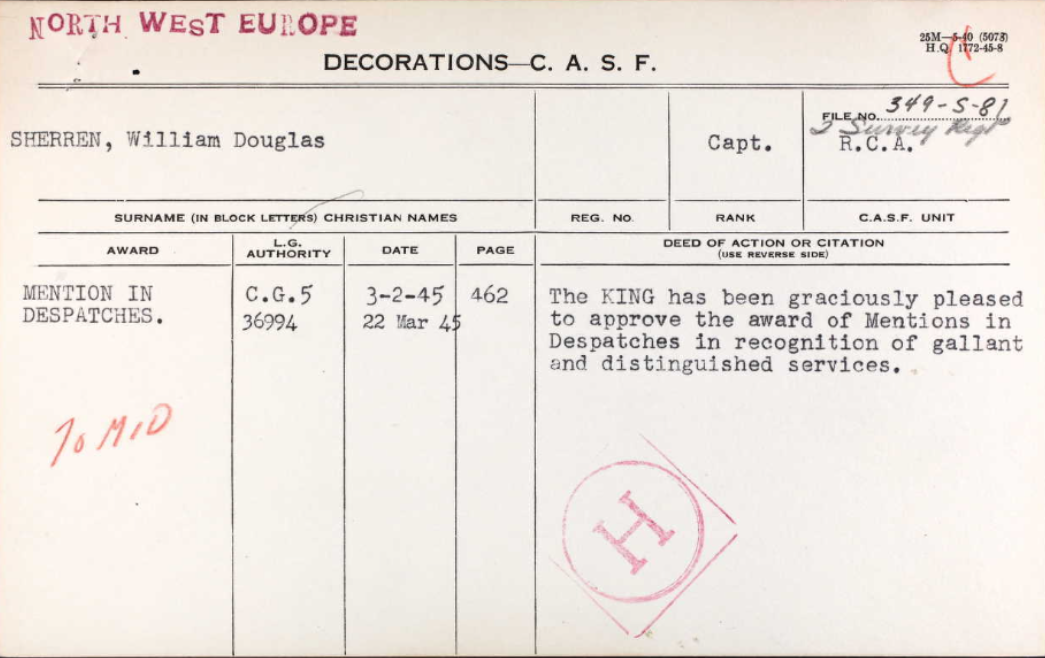 NORTH WEST EUROPE
25M—5-40 (5073)
H.Q. 1772-45-8
C
DECORATIONS—C. A. S. F.
SHERREN, William Douglas
Capt.
FILE NO. 349-S-81
2 Survey Regt
R.C.A.
SURNAME (IN BLOCK LETTERS) CHRISTIAN NAMES
REG. NO.
RANK
C.A.S.F. UNIT
AWARD
L.G. AUTHORITY
DATE
PAGE
DEED OF ACTION OR CITATION
(USE REVERSE SIDE)
MENTION IN
DESPATCHES.
C.G.5
36994
3-2-45
22 Mar 45
462
The KING has been graciously pleased
to approve the award of Mentions in
Despatches in recognition of gallant
and distinguished services.
To MID
H